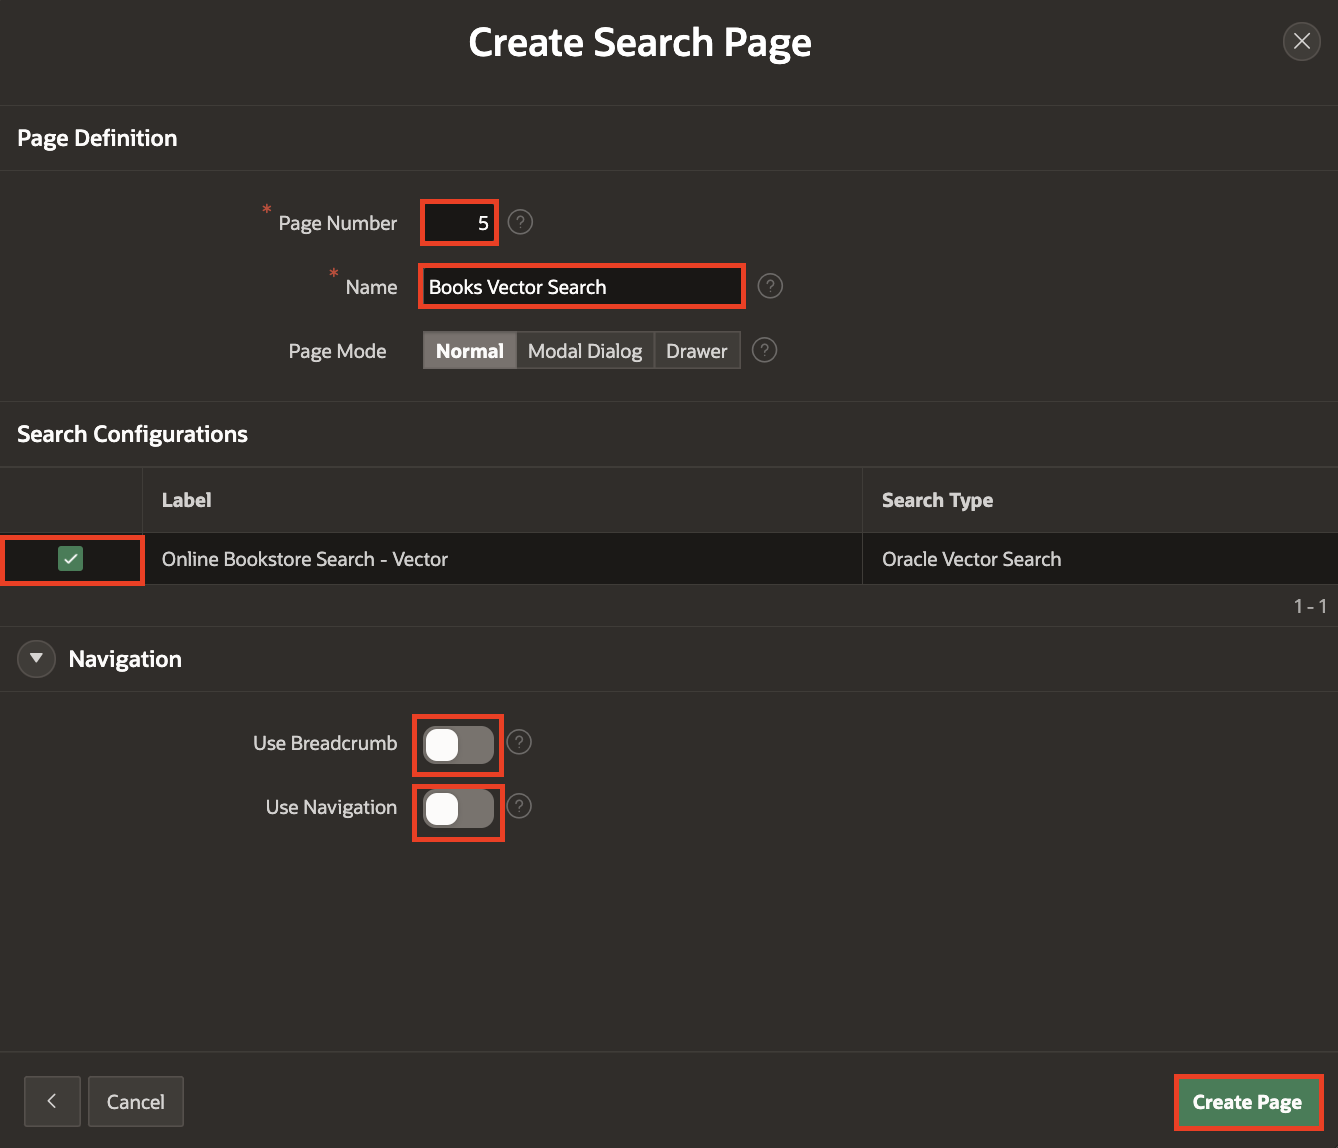 Create Search Page
Page Definition
* Page Number 5 ?
* Name Books Vector Search ?
Page Mode Normal Modal Dialog Drawer ?
Search Configurations
Label Search Type
Online Bookstore Search - Vector Oracle Vector Search
1 - 1
Navigation
Use Breadcrumb ?
Use Navigation ?
Cancel Create Page